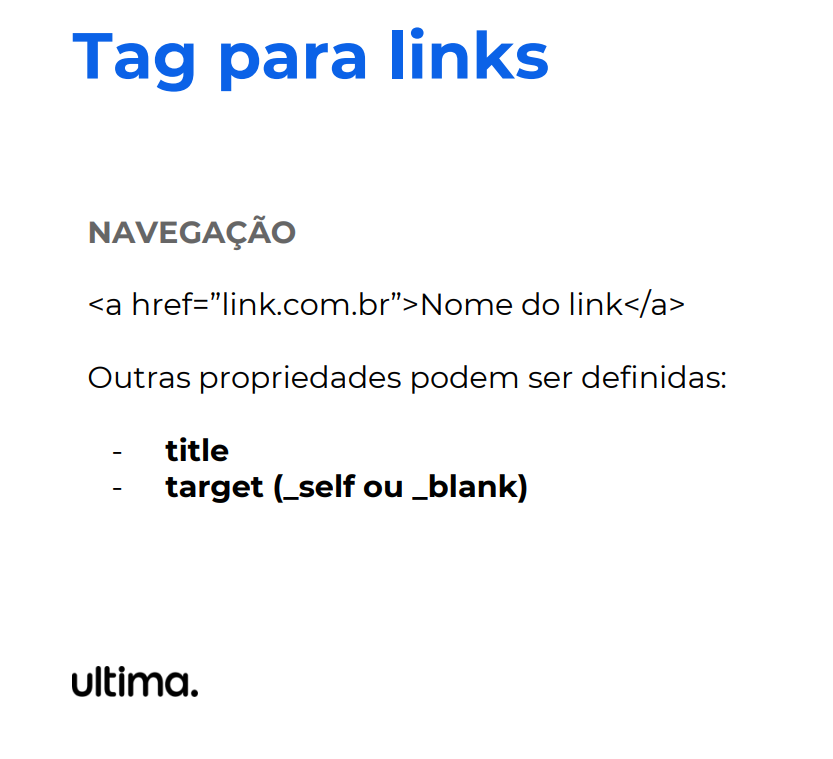 Tag para links
NAVEGAÇÃO
<a href=”link.com.br”>Nome do link</a>
Outras propriedades podem ser definidas:
- title
- target (_self ou _blank)
ultima.